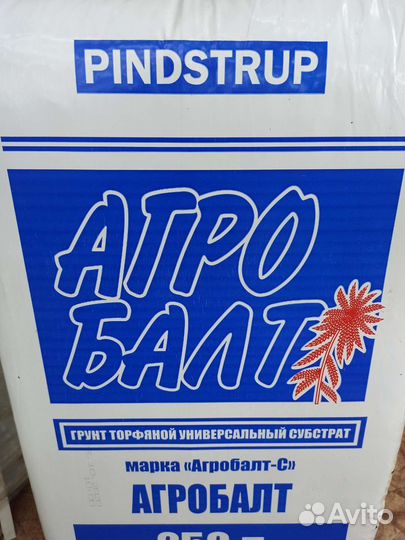 PINDSTRUP
АГРО
БАЛТ
ГРУНТ ТОРФЯНОЙ УНИВЕРСАЛЬНЫЙ СУБСТРАТ
марка «Агробалт-С»
АГРОБАЛТ
Avito